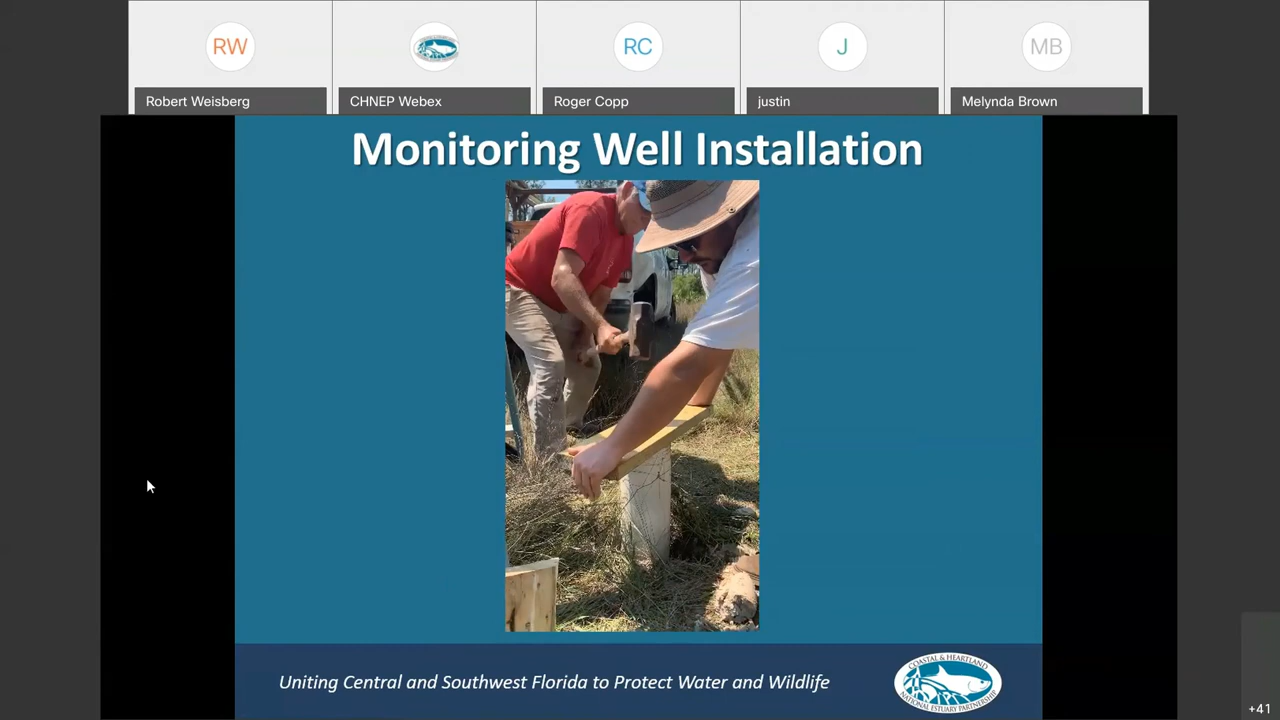 RW
RC
J
MB
Robert Weisberg
CHNEP Webex
Roger Copp
justin
Melynda Brown
Monitoring Well Installation
Uniting Central and Southwest Florida to Protect Water and Wildlife
COASTAL & HEARTLAND
NATIONAL ESTUARY PARTNERSHIP
+41